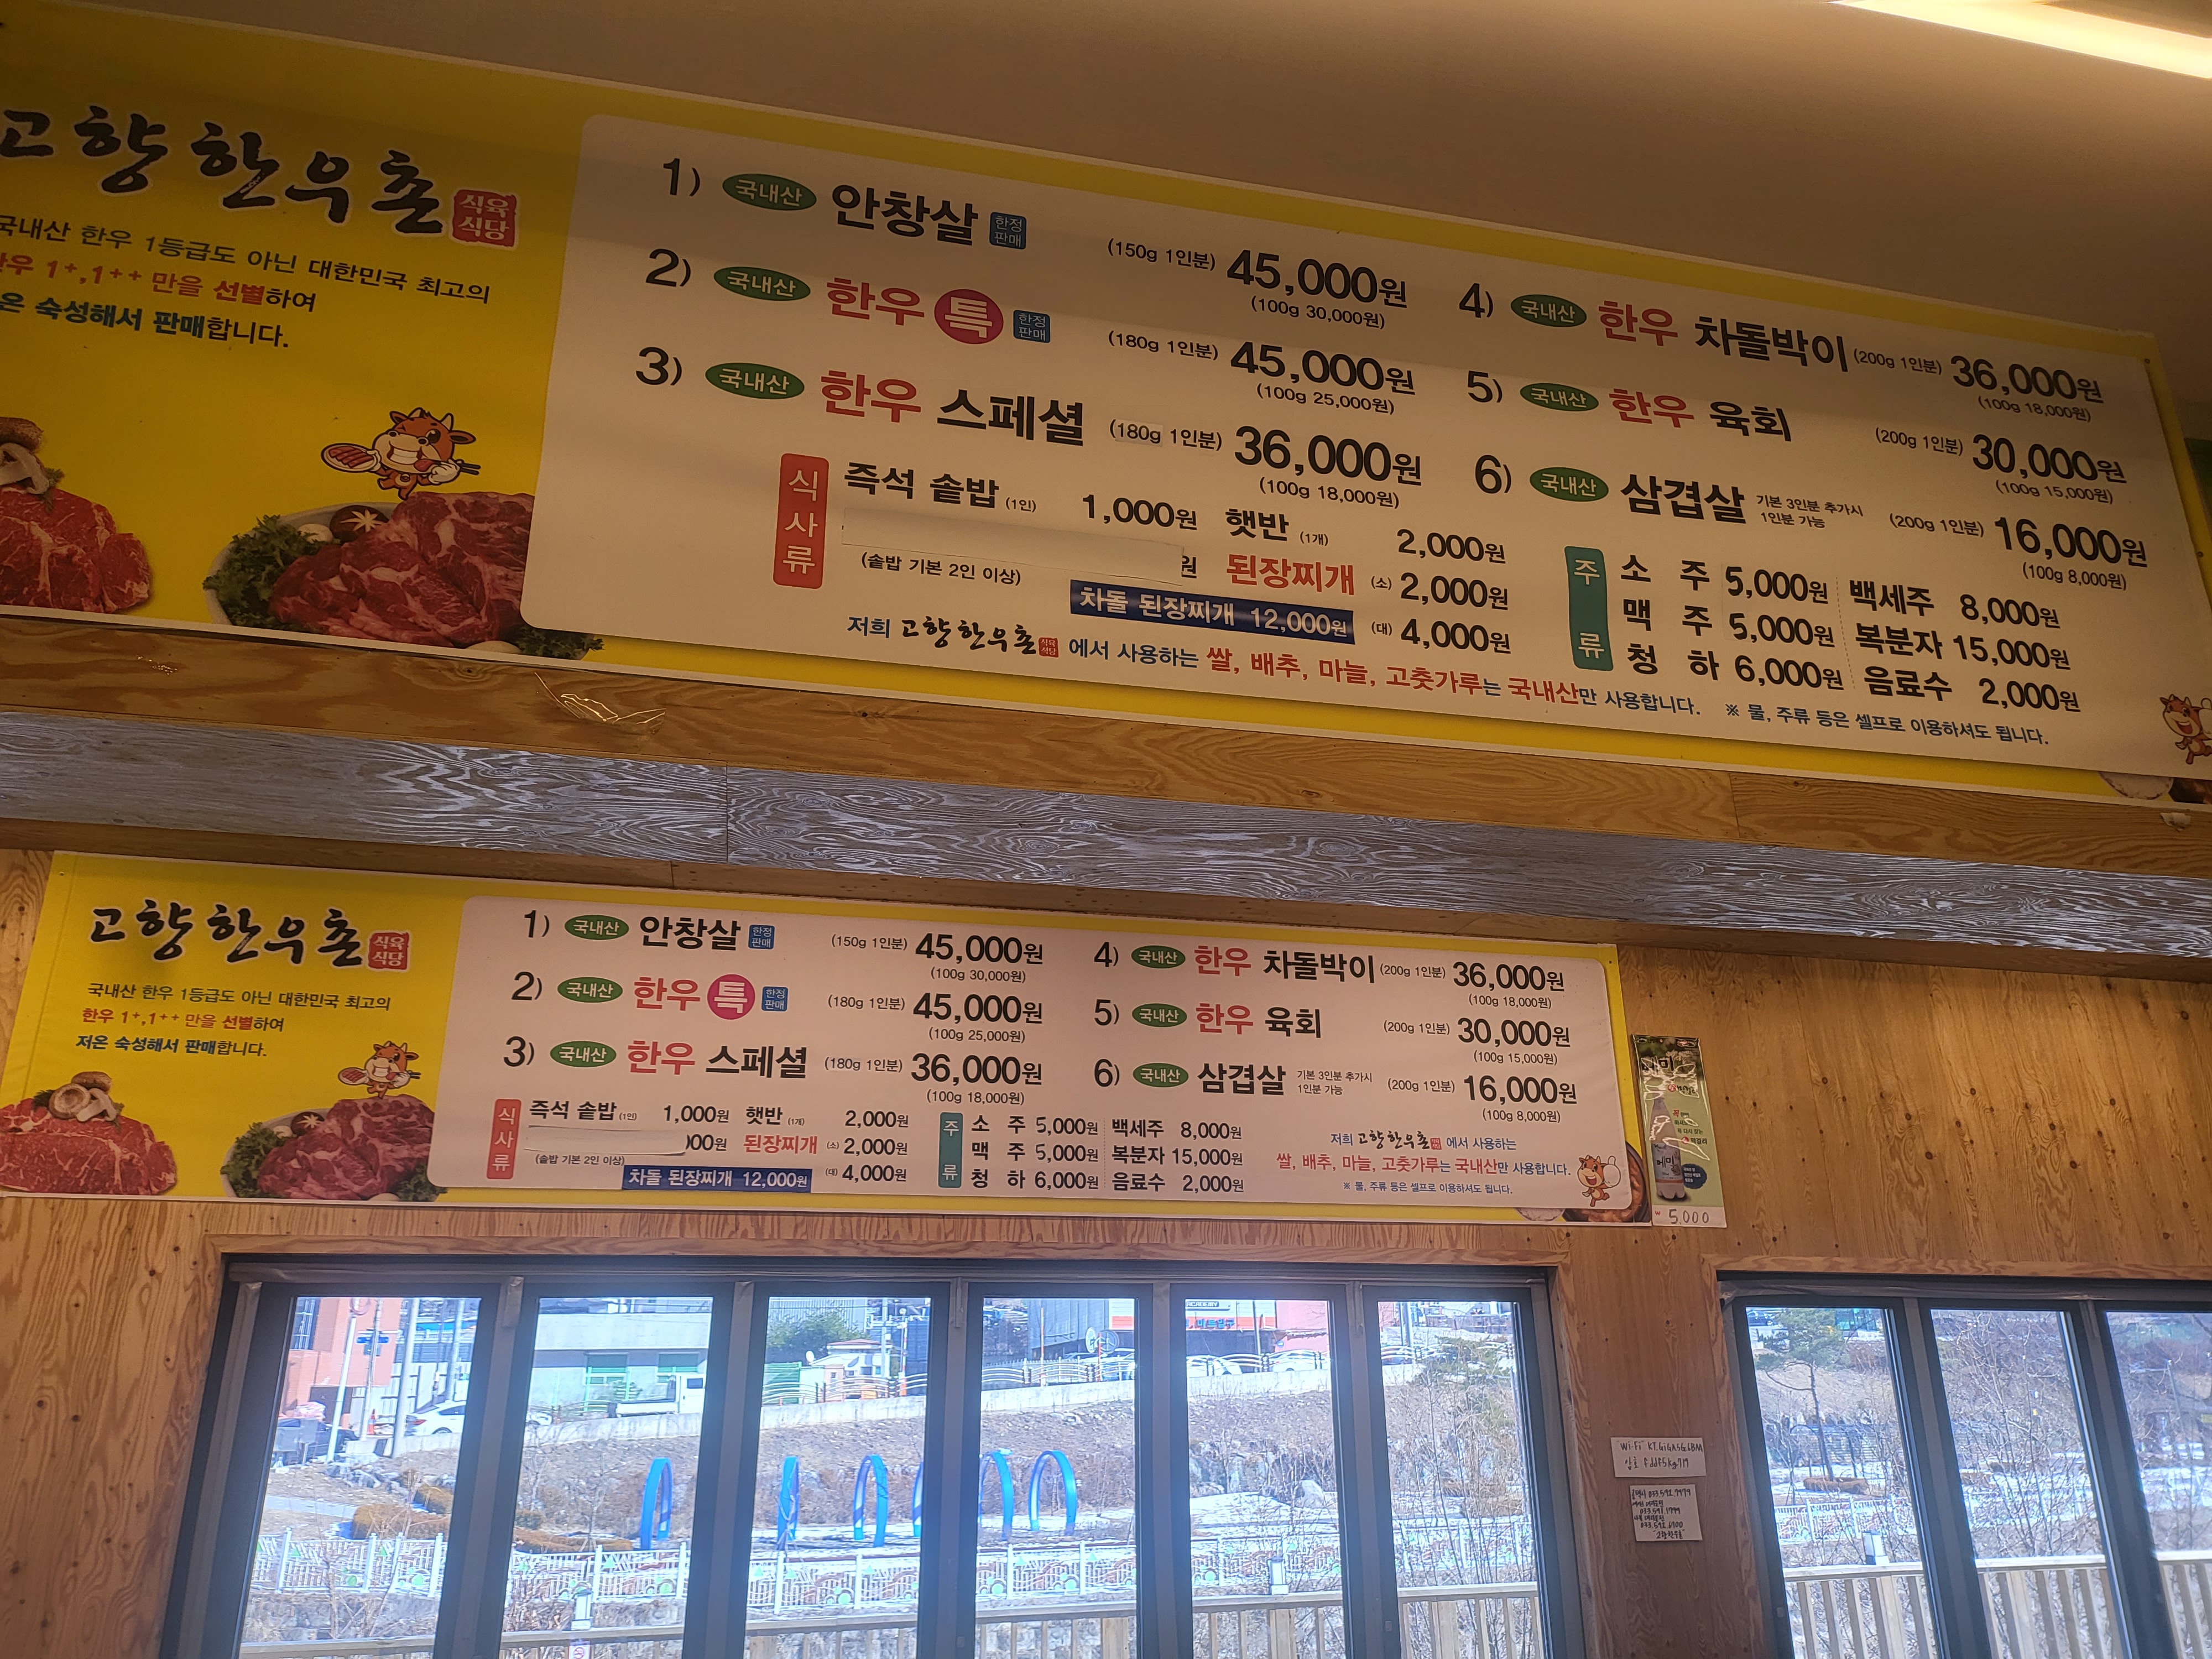 고향한우촌 식육식당
국내산 한우 1등급도 아닌 대한민국 최고의
한우 1⁺,1⁺⁺ 만을 선별하여
숙성해서 판매합니다.
1) 국내산 안창살 한정판매 (150g 1인분) 45,000원
(100g 30,000원)
2) 국내산 한우 특 한정판매 (180g 1인분) 45,000원
(100g 25,000원)
3) 국내산 한우 스페셜 (180g 1인분) 36,000원
(100g 18,000원)
4) 국내산 한우 차돌박이 (200g 1인분) 36,000원
(100g 18,000원)
5) 국내산 한우 육회 (200g 1인분) 30,000원
(100g 15,000원)
6) 국내산 삼겹살 기본 3인분 추가시 1인분 가능 (200g 1인분) 16,000원
(100g 8,000원)
식사류
즉석 솥밥 (1인) 1,000원 햇반 (1개) 2,000원
원 된장찌개 (소) 2,000원
(솥밥 기본 2인 이상)
차돌 된장찌개 12,000원 (대) 4,000원
주류
소 주 5,000원 백세주 8,000원
맥 주 5,000원 복분자 15,000원
청 하 6,000원 음료수 2,000원
저희 고향한우촌 식육식당 에서 사용하는 쌀, 배추, 마늘, 고춧가루는 국내산만 사용합니다. ※ 물, 주류 등은 셀프로 이용하셔도 됩니다.
고향한우촌 식육식당
국내산 한우 1등급도 아닌 대한민국 최고의
한우 1⁺,1⁺⁺ 만을 선별하여
저온 숙성해서 판매합니다.
1) 국내산 안창살 한정판매 (150g 1인분) 45,000원
(100g 30,000원)
2) 국내산 한우 특 한정판매 (180g 1인분) 45,000원
(100g 25,000원)
3) 국내산 한우 스페셜 (180g 1인분) 36,000원
(100g 18,000원)
4) 국내산 한우 차돌박이 (200g 1인분) 36,000원
(100g 18,000원)
5) 국내산 한우 육회 (200g 1인분) 30,000원
(100g 15,000원)
6) 국내산 삼겹살 기본 3인분 추가시 1인분 가능 (200g 1인분) 16,000원
(100g 8,000원)
식사류
즉석 솥밥 (1인) 1,000원 햇반 (1개) 2,000원
00원 된장찌개 (소) 2,000원
(솥밥 기본 2인 이상)
차돌 된장찌개 12,000원 (대) 4,000원
주류
소 주 5,000원 백세주 8,000원
맥 주 5,000원 복분자 15,000원
청 하 6,000원 음료수 2,000원
저희 고향한우촌 식육식당 에서 사용하는
쌀, 배추, 마늘, 고춧가루는 국내산만 사용합니다.
※ 물, 주류 등은 셀프로 이용하셔도 됩니다.
₩ 5,000
ACADEMY
"Wi-Fi"
033.592.9979
033.591.1999
"고향한우촌"